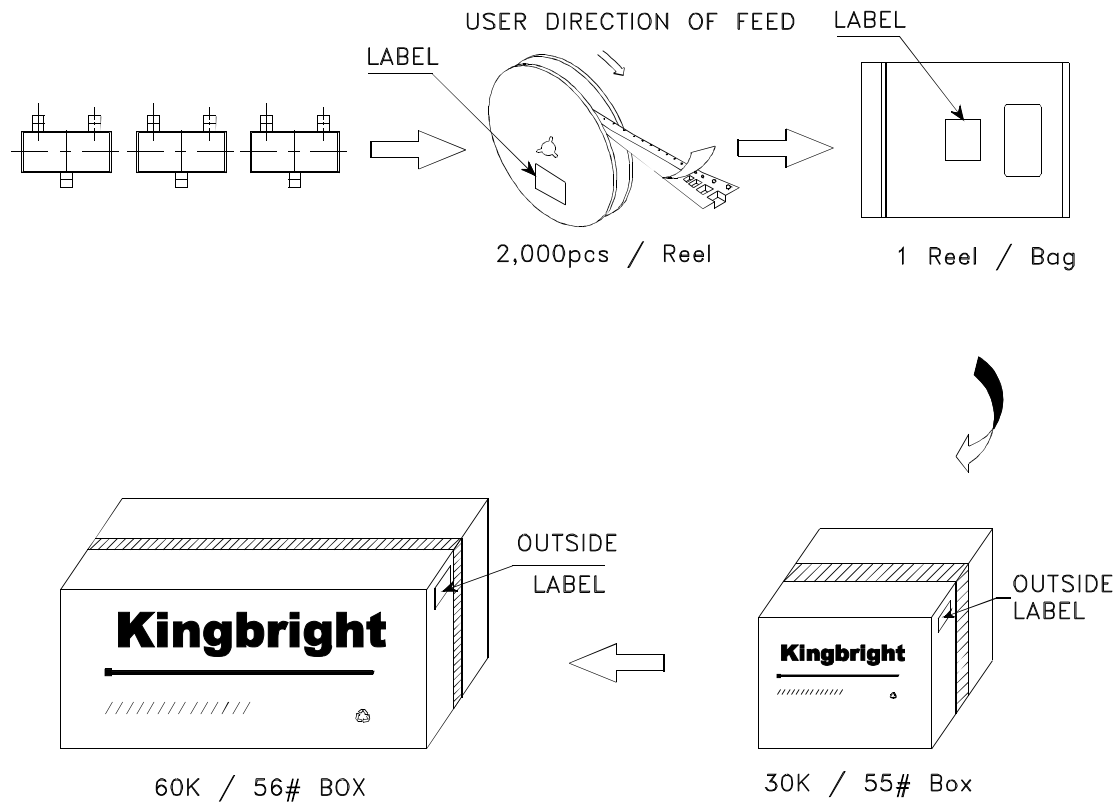 USER DIRECTION OF FEED
LABEL
LABEL
2,000pcs / Reel
1 Reel / Bag
OUTSIDE
LABEL
Kingbright
60K / 56# BOX
OUTSIDE
LABEL
Kingbright
30K / 55# Box